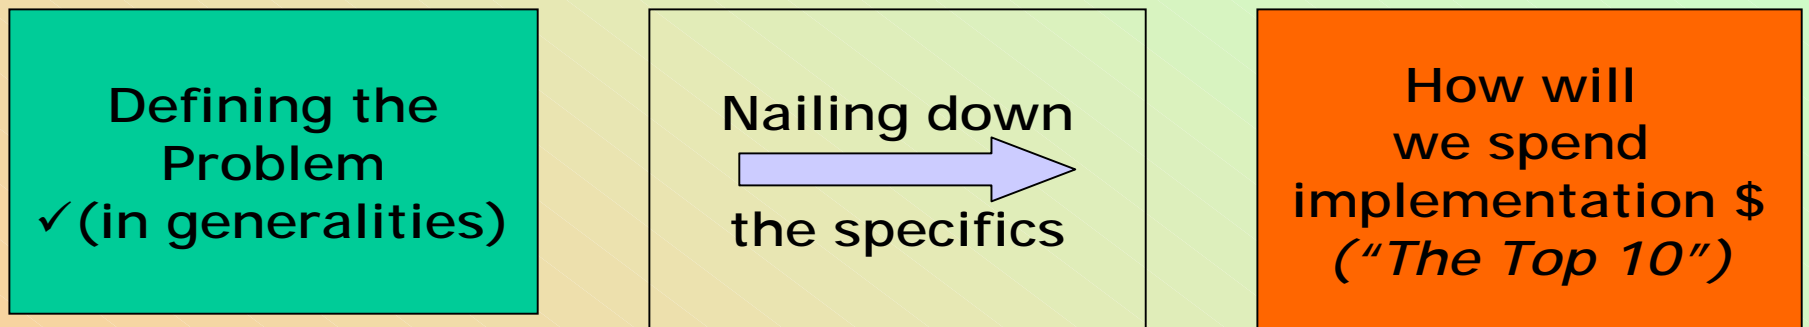 Defining the
Problem
✓(in generalities)
Nailing down
the specifics
How will
we spend
implementation $
(“The Top 10”)